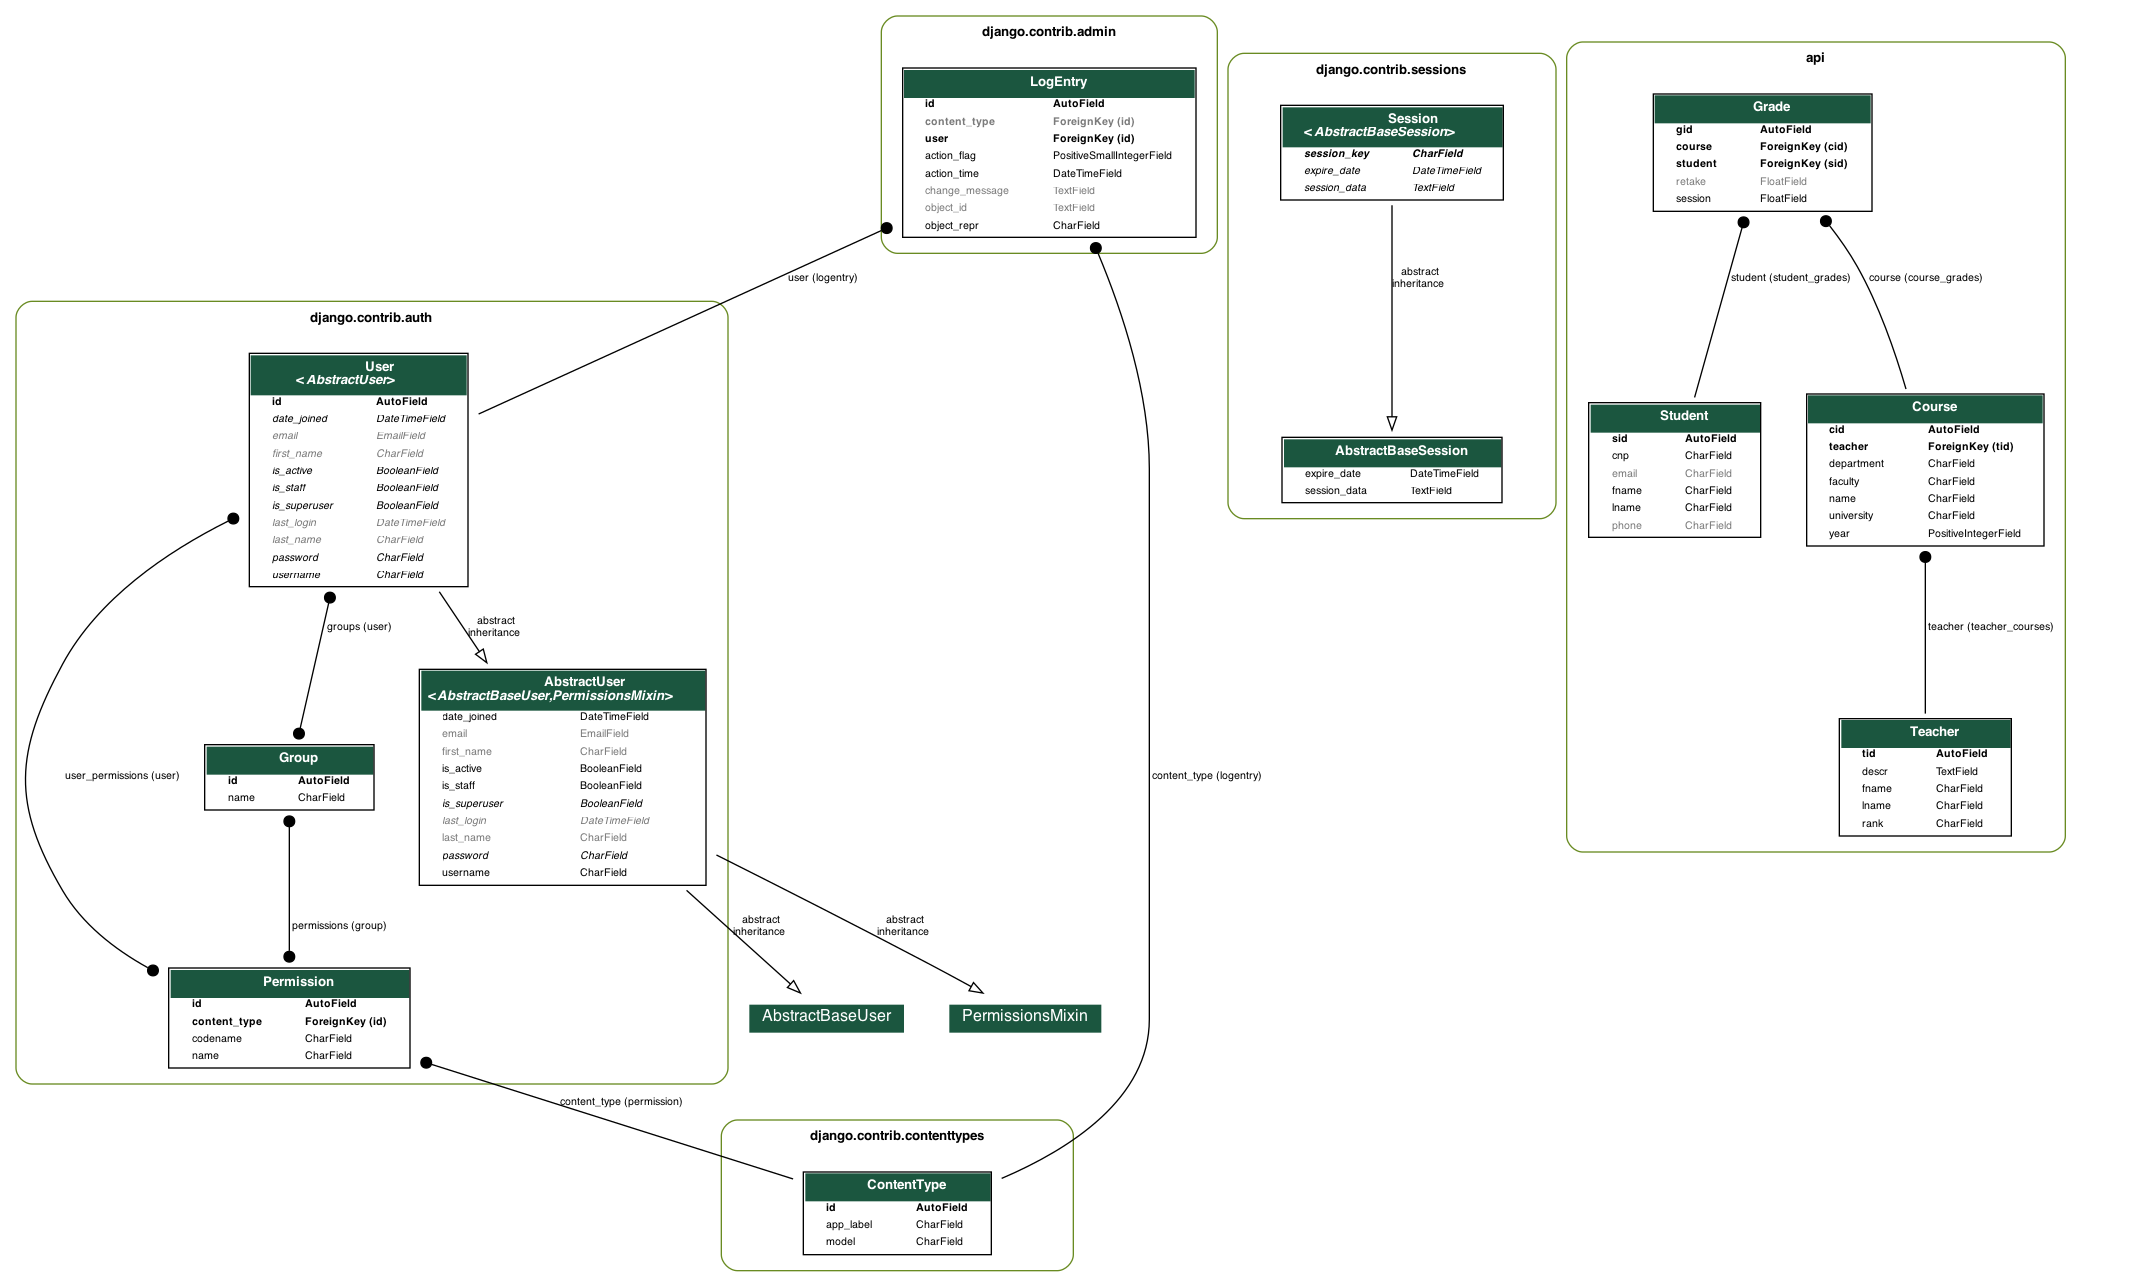 django.contrib.admin
LogEntry
id AutoField
content_type ForeignKey (id)
user ForeignKey (id)
action_flag PositiveSmallIntegerField
action_time DateTimeField
change_message TextField
object_id TextField
object_repr CharField
django.contrib.sessions
Session
<AbstractBaseSession>
session_key CharField
expire_date DateTimeField
session_data TextField
abstract
inheritance
AbstractBaseSession
expire_date DateTimeField
session_data TextField
api
Grade
gid AutoField
course ForeignKey (cid)
student ForeignKey (sid)
retake FloatField
session FloatField
student (student_grades)
course (course_grades)
Student
sid AutoField
cnp CharField
email CharField
fname CharField
lname CharField
phone CharField
Course
cid AutoField
teacher ForeignKey (tid)
department CharField
faculty CharField
name CharField
university CharField
year PositiveIntegerField
teacher (teacher_courses)
Teacher
tid AutoField
descr TextField
fname CharField
lname CharField
rank CharField
user (logentry)
django.contrib.auth
User
<AbstractUser>
id AutoField
date_joined DateTimeField
email EmailField
first_name CharField
is_active BooleanField
is_staff BooleanField
is_superuser BooleanField
last_login DateTimeField
last_name CharField
password CharField
username CharField
groups (user)
abstract
inheritance
AbstractUser
<AbstractBaseUser,PermissionsMixin>
date_joined DateTimeField
email EmailField
first_name CharField
is_active BooleanField
is_staff BooleanField
is_superuser BooleanField
last_login DateTimeField
last_name CharField
password CharField
username CharField
user_permissions (user)
Group
id AutoField
name CharField
permissions (group)
Permission
id AutoField
content_type ForeignKey (id)
codename CharField
name CharField
abstract
inheritance
abstract
inheritance
AbstractBaseUser
PermissionsMixin
content_type (logentry)
content_type (permission)
django.contrib.contenttypes
ContentType
id AutoField
app_label CharField
model CharField